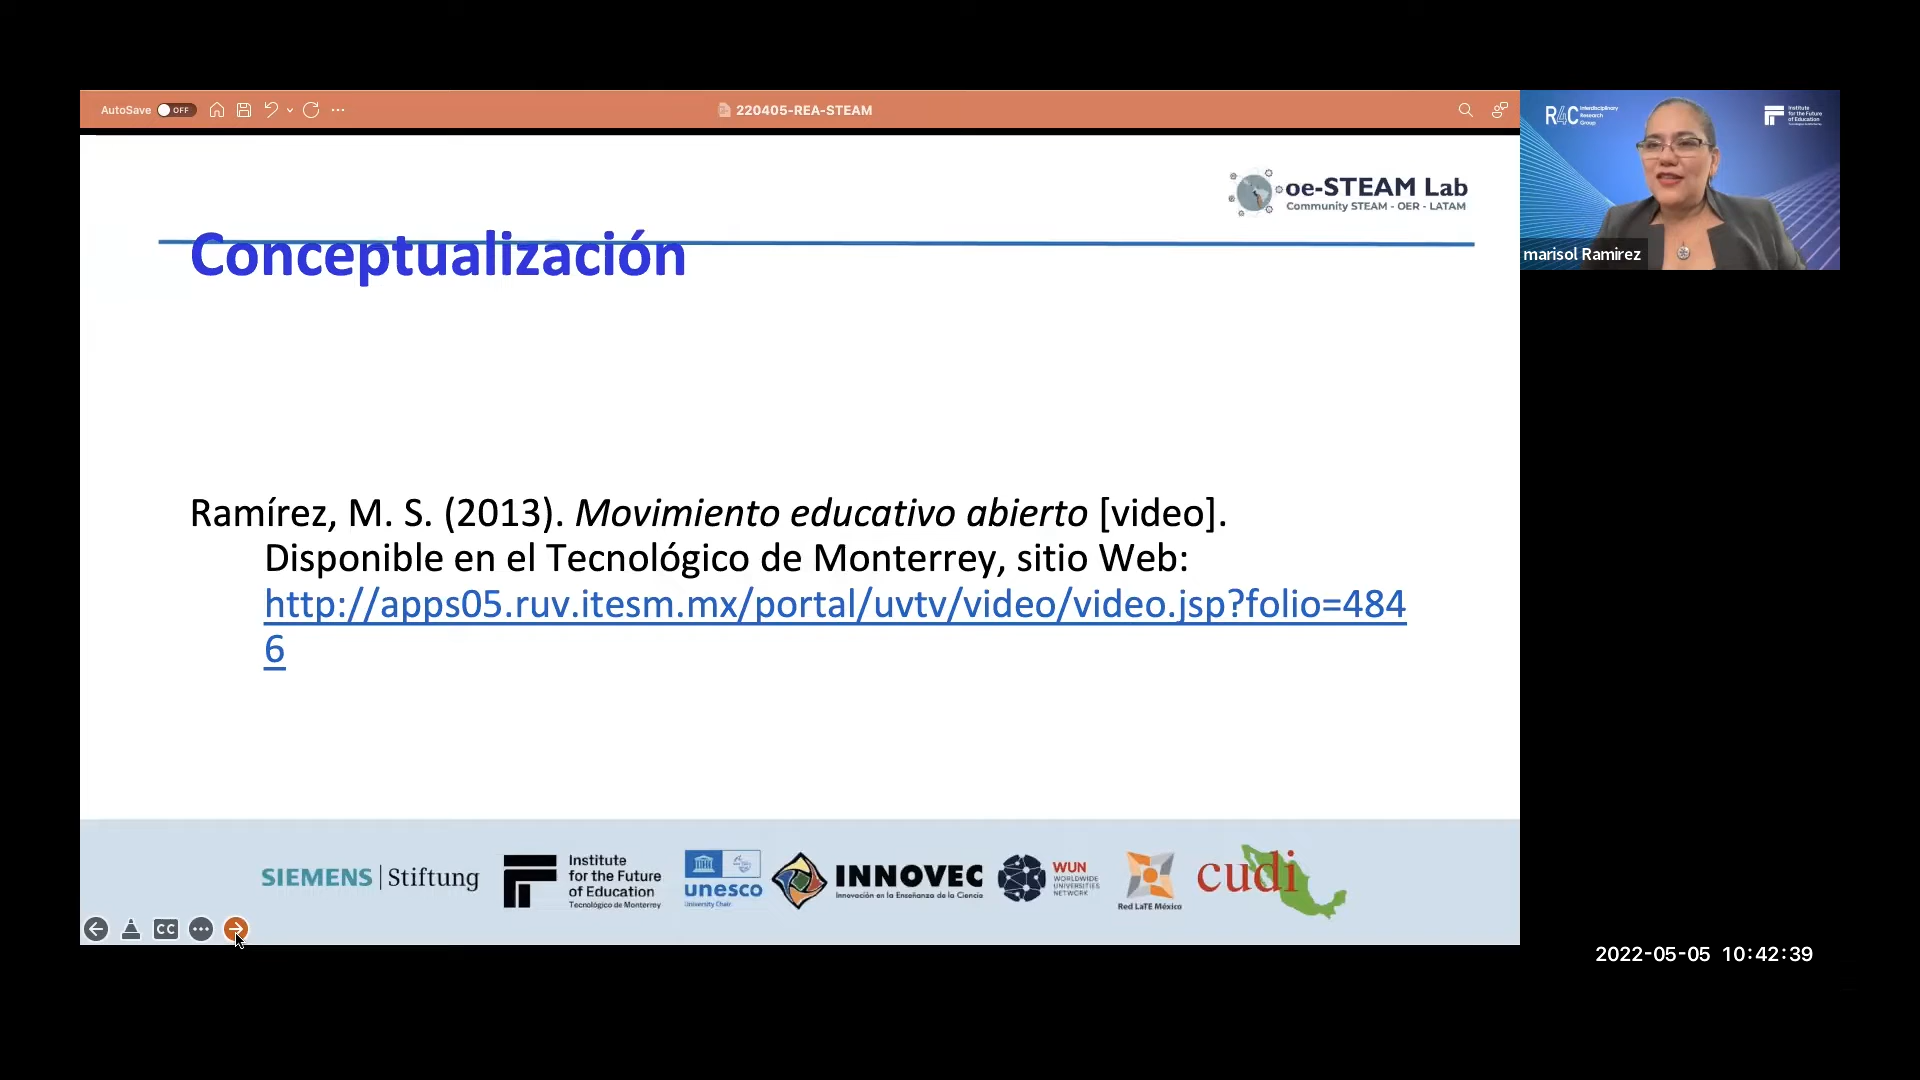 AutoSave OFF
220405-REA-STEAM
R4C Interdisciplinary Research Group
Institute for the Future of Education
oe-STEAM Lab
Community STEAM - OER - LATAM
marisol Ramirez
Conceptualización
Ramírez, M. S. (2013). Movimiento educativo abierto [video].
Disponible en el Tecnológico de Monterrey, sitio Web:
http://apps05.ruv.itesm.mx/portal/uvtv/video/video.jsp?folio=484
6
SIEMENS | Stiftung
Institute
for the Future
of Education
Tecnológico de Monterrey
unesco
University Chair
INNOVEC
Innovación en la Enseñanza de la Ciencia
WUN
WORLDWIDE
UNIVERSITIES
NETWORK
Red LaTE México
cudi
CC
2022-05-05 10:42:39